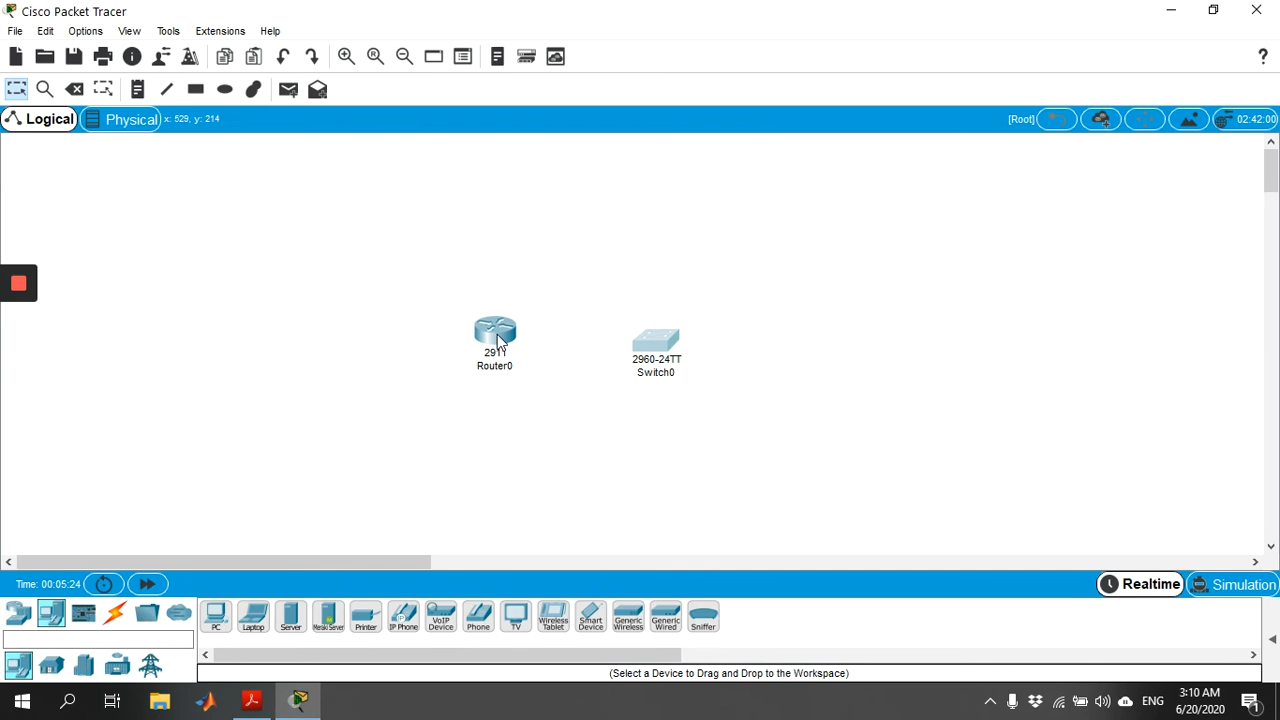 Cisco Packet Tracer
File Edit Options View Tools Extensions Help
Logical Physical x: 529, y: 214 [Root] 02:42:00
2911
Router0
2960-24TT
Switch0
Time: 00:05:24 Realtime Simulation
PC Laptop Server Meraki Server Printer IP Phone VoIP Device Phone TV Wireless Tablet Smart Device Generic Wireless Generic Wired Sniffer
(Select a Device to Drag and Drop to the Workspace)
ENG
3:10 AM
6/20/2020
1